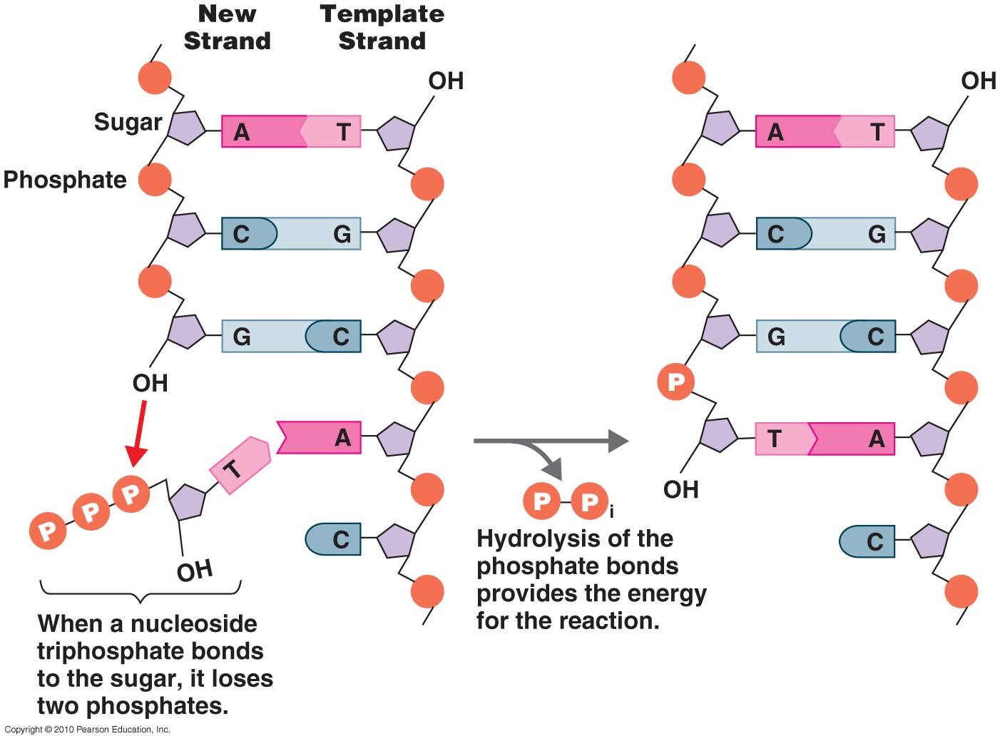 New
Strand
Template
Strand
OH
OH
Sugar
A T
A T
Phosphate
C G
C G
G C
G C
OH
P
A
T
T A
P P P
OH
P P i
C
C
OH
Hydrolysis of the
phosphate bonds
provides the energy
for the reaction.
When a nucleoside
triphosphate bonds
to the sugar, it loses
two phosphates.
Copyright © 2010 Pearson Education, Inc.